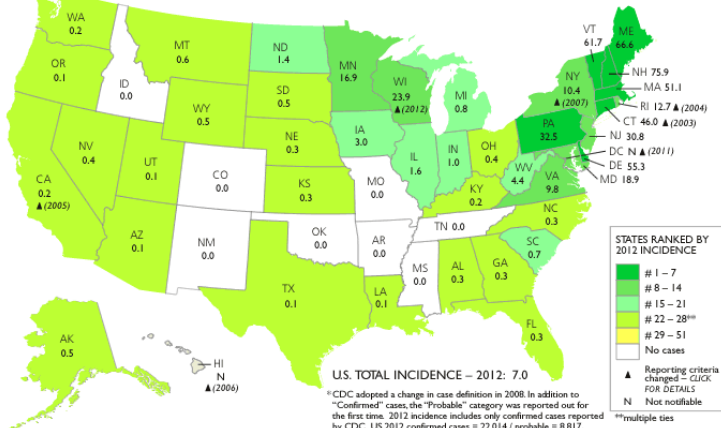 WA
0.2
OR
0.1
CA
0.2
▲(2005)
ID
0.0
NV
0.4
MT
0.6
WY
0.5
UT
0.1
AZ
0.1
CO
0.0
NM
0.0
ND
1.4
SD
0.5
NE
0.3
KS
0.3
OK
0.0
TX
0.1
MN
16.9
IA
3.0
MO
0.0
AR
0.0
LA
0.1
WI
23.9
▲(2012)
IL
1.6
MI
0.8
IN
1.0
OH
0.4
KY
0.2
TN 0.0
MS
0.0
AL
0.3
GA
0.3
FL
0.3
SC
0.7
NC
0.3
VA
9.8
WV
4.4
PA
32.5
NY
10.4
▲(2007)
VT
61.7
ME
66.6
NH 75.9
MA 51.1
RI 12.7 ▲ (2004)
CT 46.0 ▲ (2003)
NJ 30.8
DC N ▲ (2011)
DE 55.3
MD 18.9
AK
0.5
HI
N
▲(2006)
STATES RANKED BY
2012 INCIDENCE
# 1 – 7
# 8 – 14
# 15 – 21
# 22 – 28**
# 29 – 51
No cases
▲ Reporting criteria
changed – CLICK
FOR DETAILS
N Not notifiable
**multiple ties
U.S. TOTAL INCIDENCE – 2012: 7.0
*CDC adopted a change in case definition in 2008. In addition to
"Confirmed" cases, the "Probable" category was reported out for
the first time. 2012 incidence includes only confirmed cases reported
by CDC. US 2012 confirmed cases = 22,014 / probable = 8,817